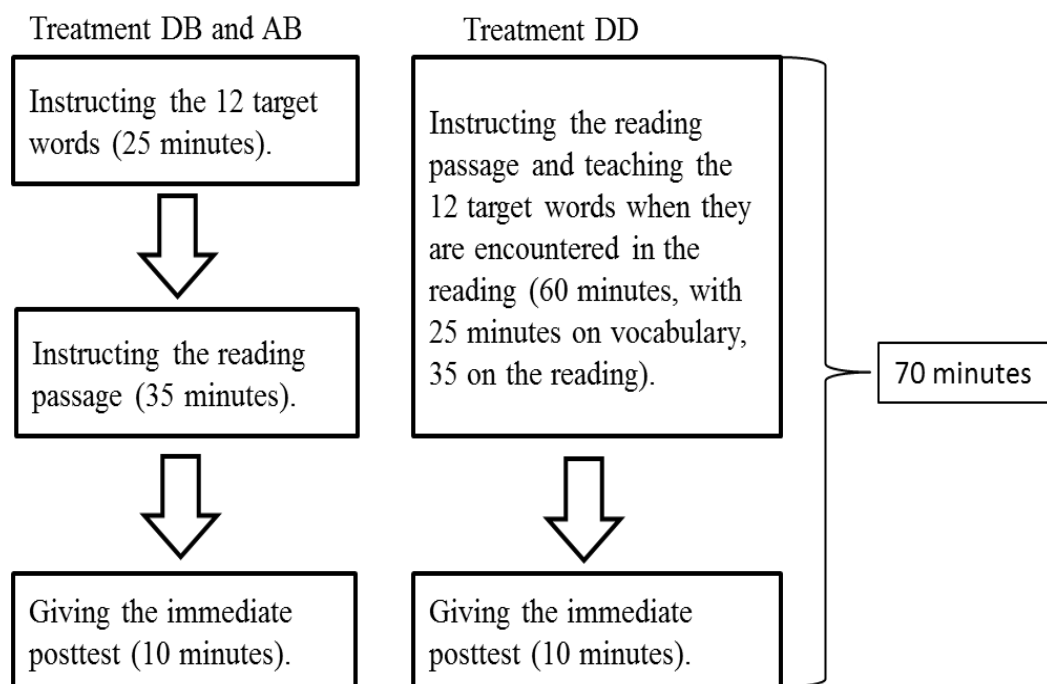 Treatment DB and AB
Instructing the 12 target
words (25 minutes).
Instructing the reading
passage (35 minutes).
Giving the immediate
posttest (10 minutes).
Treatment DD
Instructing the reading
passage and teaching the
12 target words when they
are encountered in the
reading (60 minutes, with
25 minutes on vocabulary,
35 on the reading).
Giving the immediate
posttest (10 minutes).
70 minutes